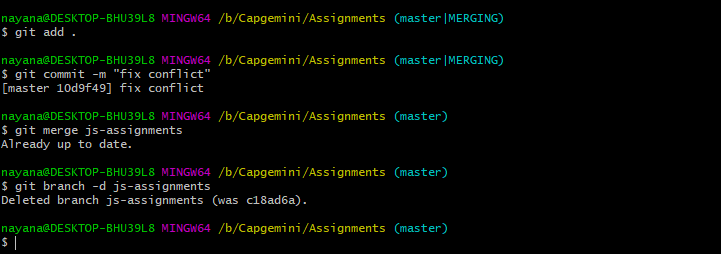 nayana@DESKTOP-BHU39L8 MINGW64 /b/Capgemini/Assignments (master|MERGING)
$ git add .
nayana@DESKTOP-BHU39L8 MINGW64 /b/Capgemini/Assignments (master|MERGING)
$ git commit -m "fix conflict"
[master 10d9f49] fix conflict
nayana@DESKTOP-BHU39L8 MINGW64 /b/Capgemini/Assignments (master)
$ git merge js-assignments
Already up to date.
nayana@DESKTOP-BHU39L8 MINGW64 /b/Capgemini/Assignments (master)
$ git branch -d js-assignments
Deleted branch js-assignments (was c18ad6a).
nayana@DESKTOP-BHU39L8 MINGW64 /b/Capgemini/Assignments (master)
$